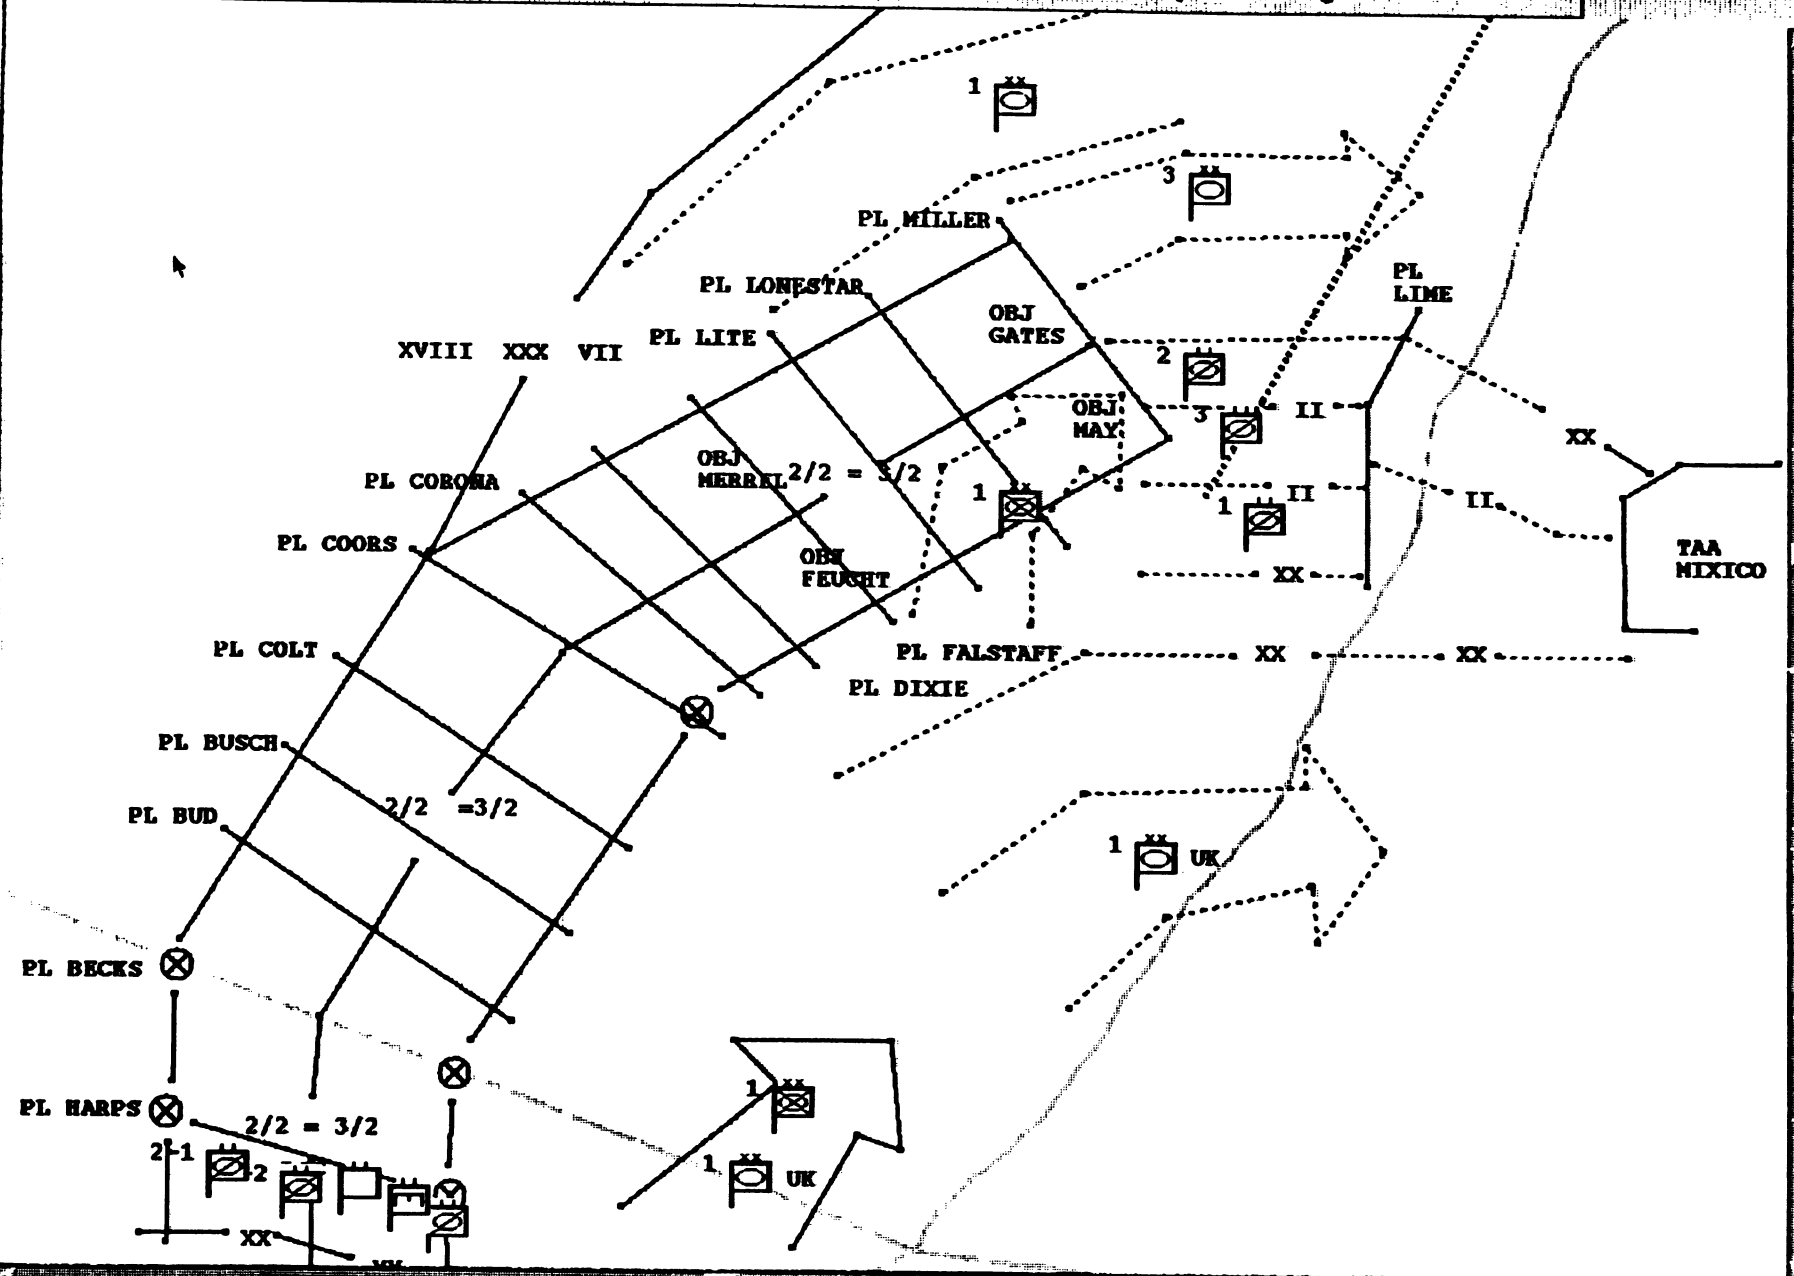 xx
1
3
xx
PL MILLER
PL
LIME
PL LONESTAR
OBJ
GATES
XVIII XXX VII
PL LITE
2
OBJ
MAY
3
II
XX
OBJ
MERREL
2/2 = 3/2
PL CORONA
1
xx
1
II
II
PL COORS
OBJ
FEUCHT
XX
TAA
MIXICO
PL COLT
PL FALSTAFF
XX
XX
PL DIXIE
PL BUSCH
2/2 =3/2
PL BUD
1
xx
UK
PL BECKS
1
xx
PL HARPS
2/2 = 3/2
2-1
-2
1
xx
UK
XX